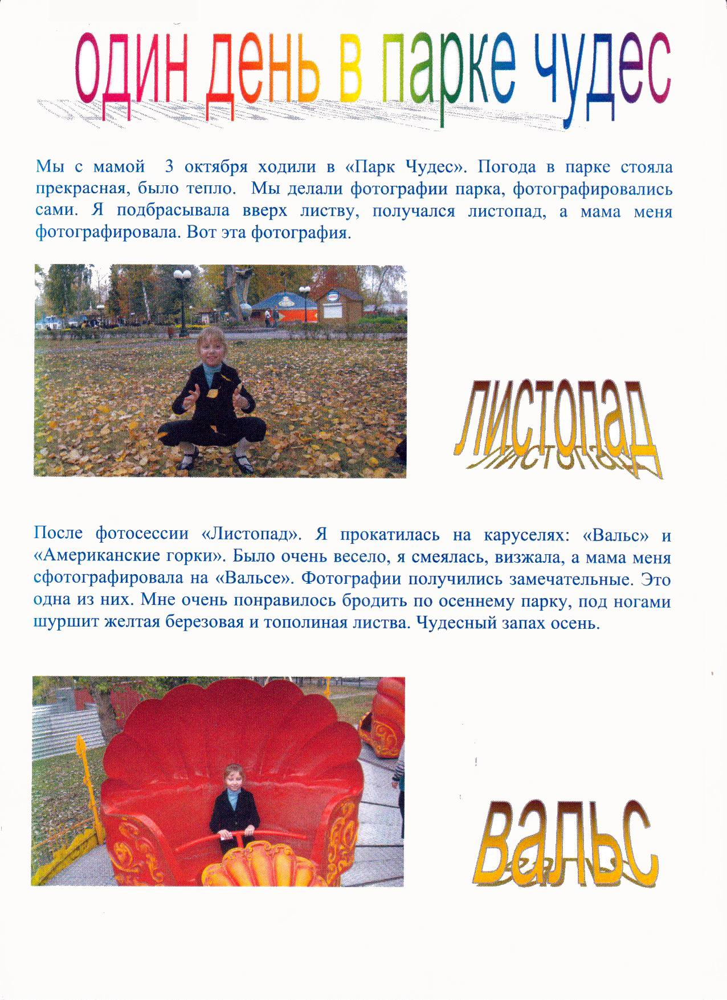 один день в парке чудес
Мы с мамой 3 октября ходили в «Парк Чудес». Погода в парке стояла
прекрасная, было тепло. Мы делали фотографии парка, фотографировались
сами. Я подбрасывала вверх листву, получался листопад, а мама меня
фотографировала. Вот эта фотография.
листопад
После фотосессии «Листопад». Я прокатилась на каруселях: «Вальс» и
«Американские горки». Было очень весело, я смеялась, визжала, а мама меня
сфотографировала на «Вальсе». Фотографии получились замечательные. Это
одна из них. Мне очень понравилось бродить по осеннему парку, под ногами
шуршит желтая березовая и тополиная листва. Чудесный запах осень.
вальс